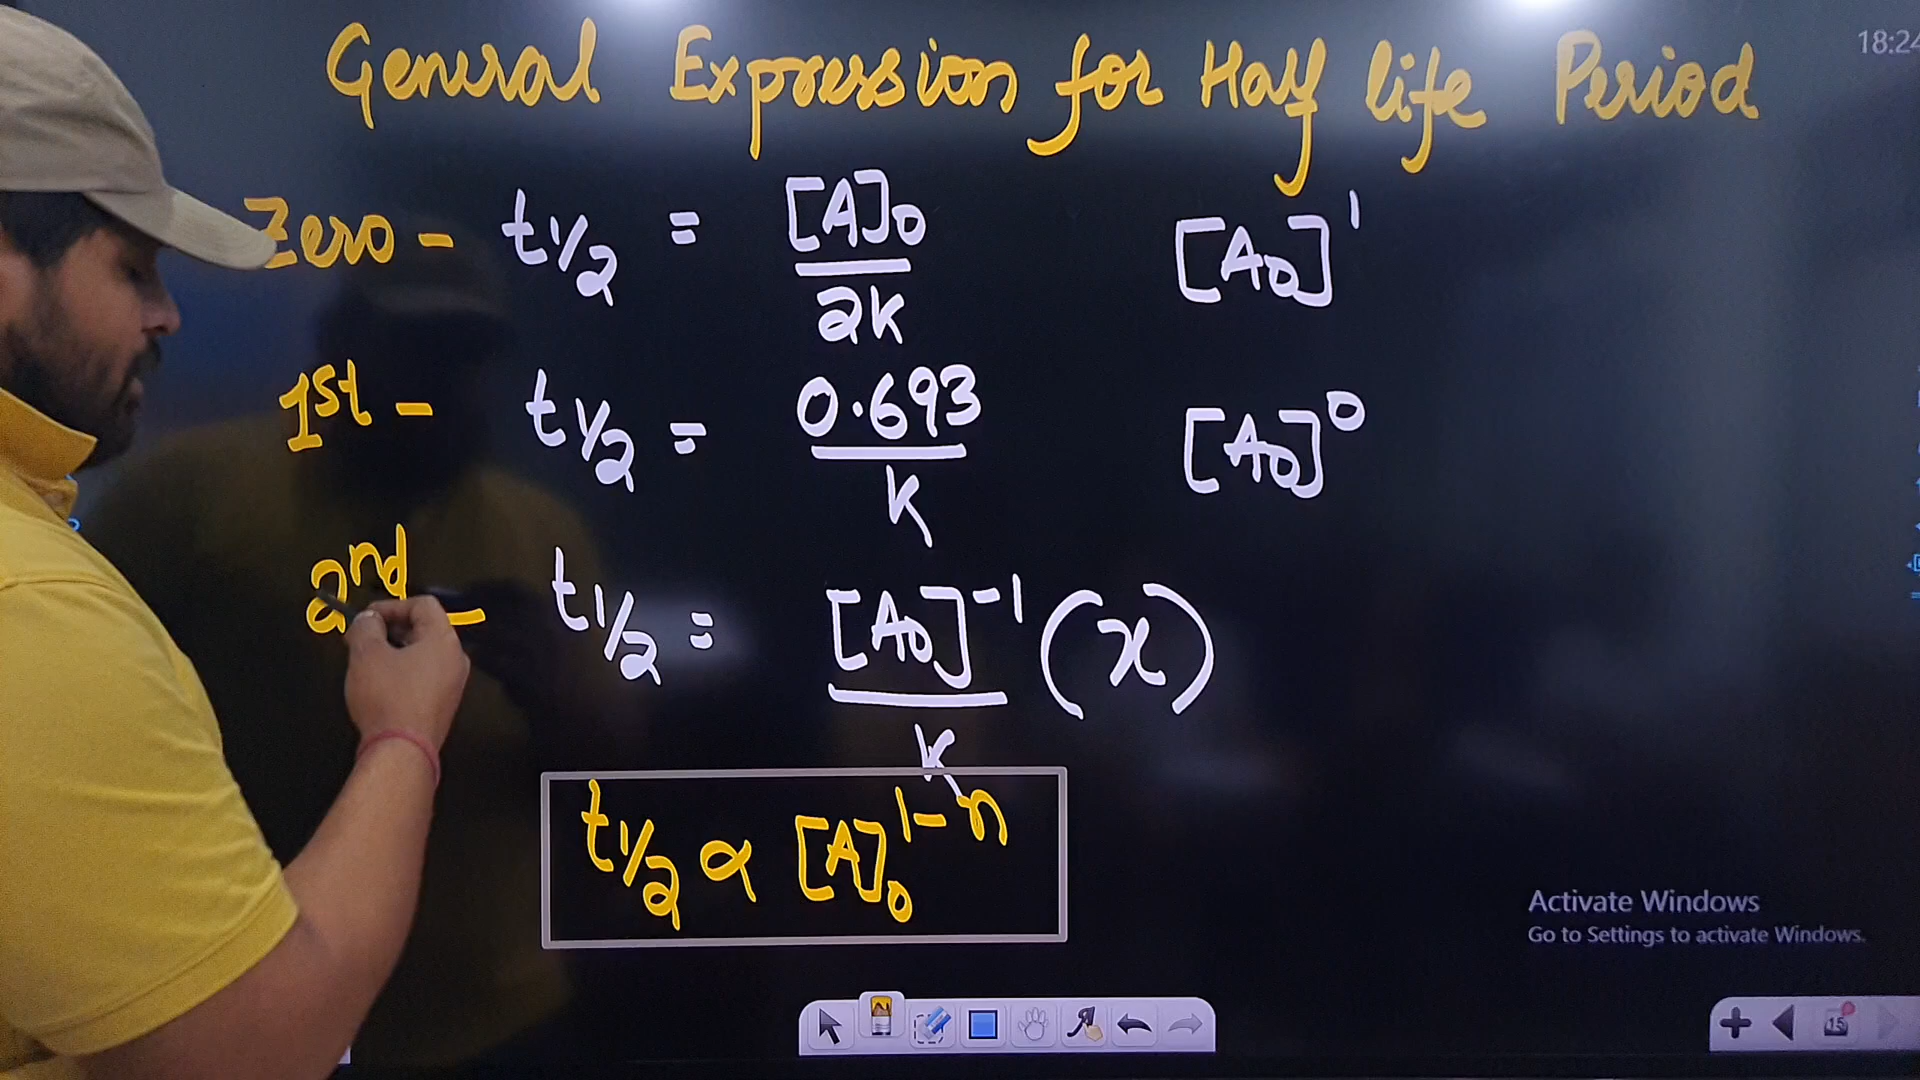 General Expression for Half life Period
18:24
Zero - t1/2 = [A]0 / 2K [A0]^1
1st - t1/2 = 0.693 / K [A0]^0
2nd - t1/2 = [A0]^-1 / K (x)
t1/2 ∝ [A]0^1-n
Activate Windows
Go to Settings to activate Windows.
15